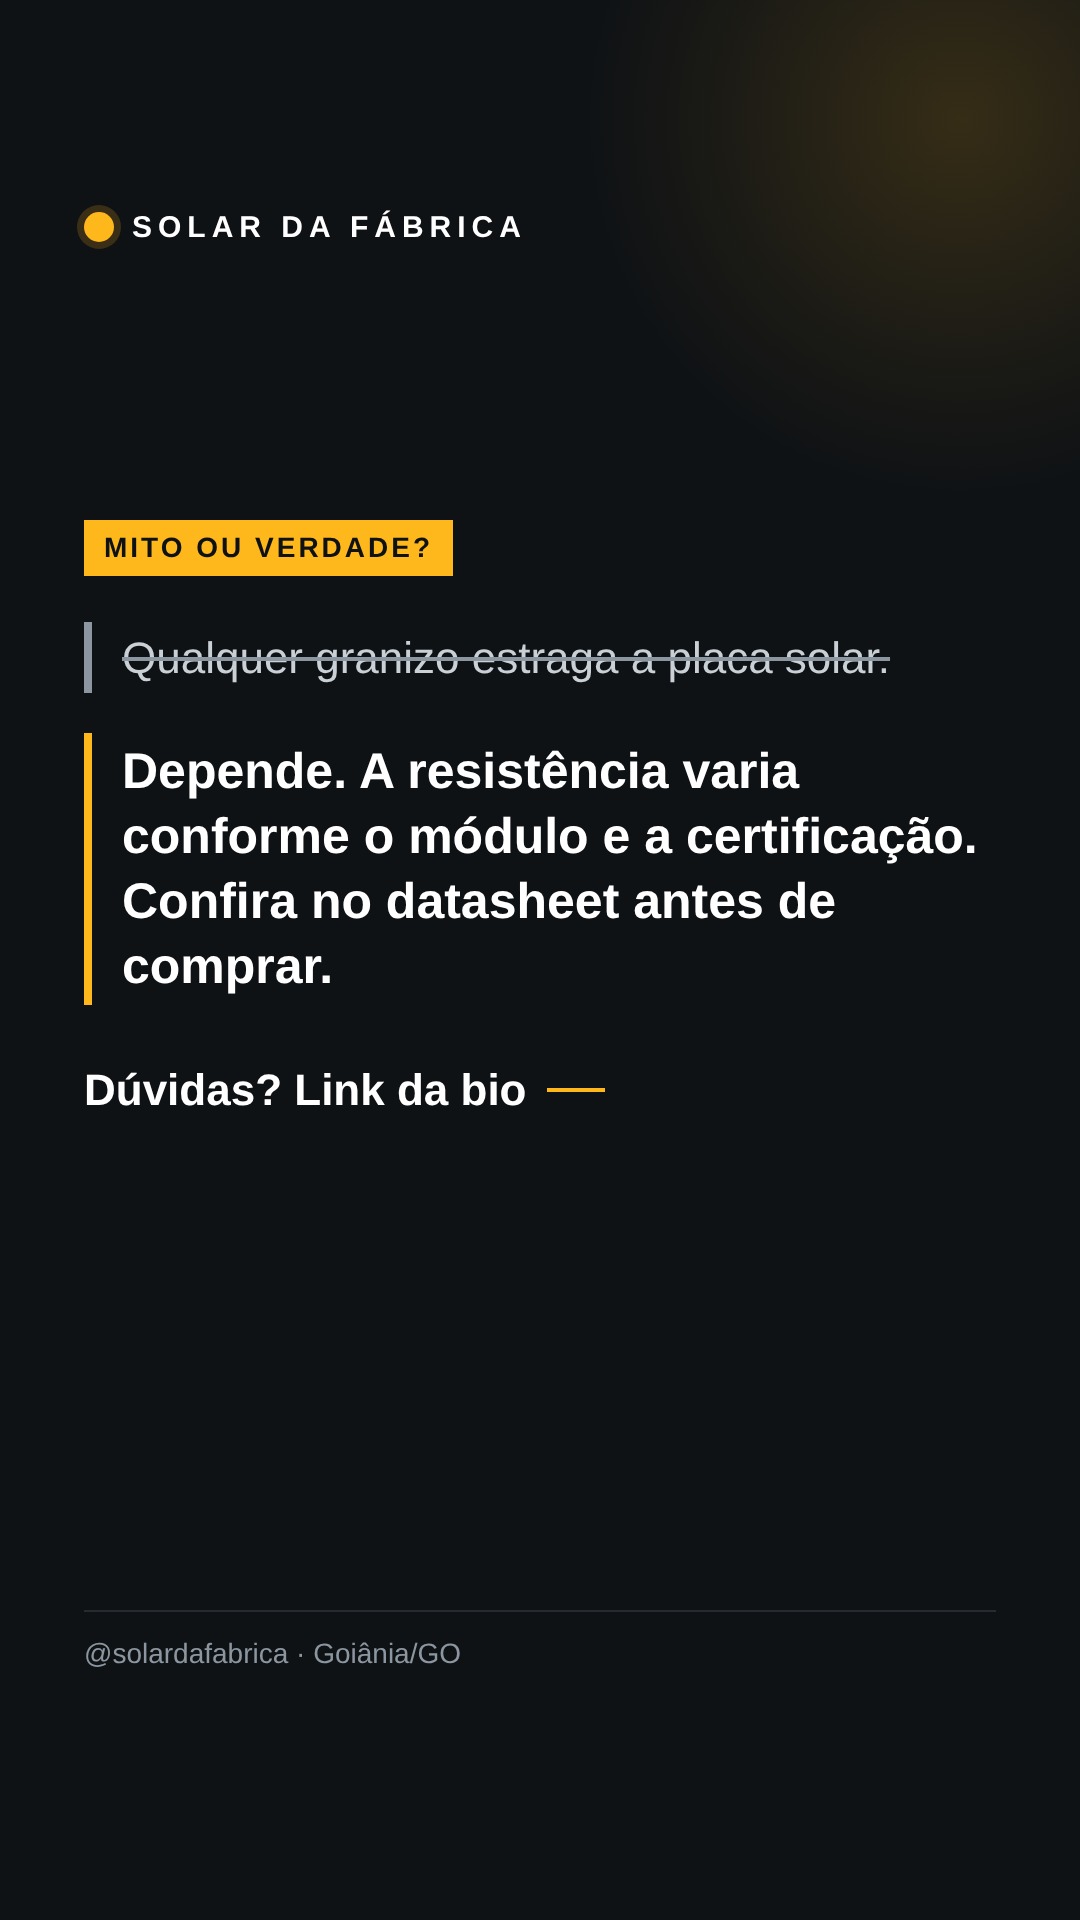 SOLAR DA FÁBRICA
MITO OU VERDADE?
Qualquer granizo estraga a placa solar.
Depende. A resistência varia
conforme o módulo e a certificação.
Confira no datasheet antes de
comprar.
Dúvidas? Link da bio
@solardafabrica · Goiânia/GO